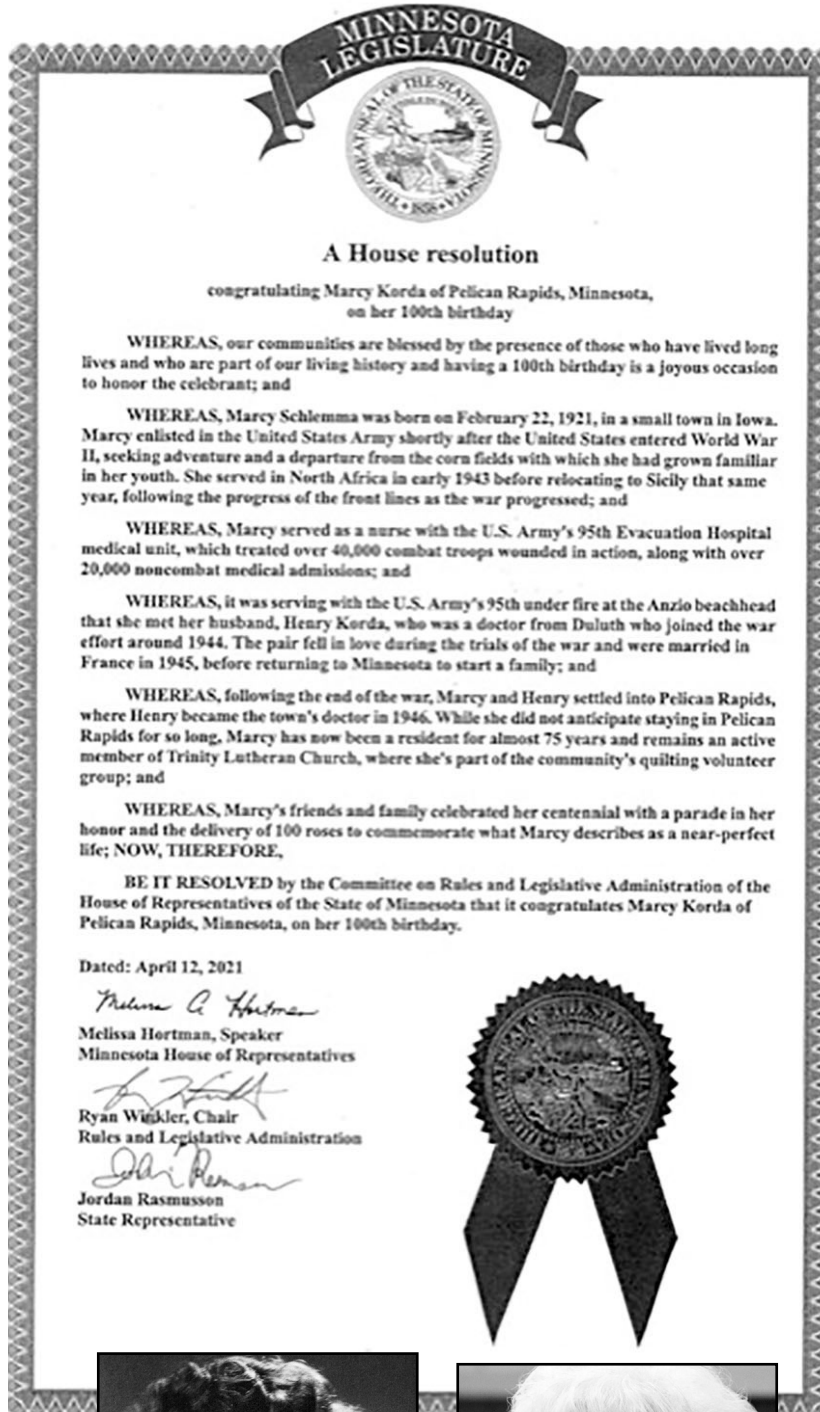 MINNESOTA
LEGISLATURE
THE GREAT SEAL OF THE STATE OF MINNESOTA
1858
A House resolution
congratulating Marcy Korda of Pelican Rapids, Minnesota,
on her 100th birthday
WHEREAS, our communities are blessed by the presence of those who have lived long
lives and who are part of our living history and having a 100th birthday is a joyous occasion
to honor the celebrant; and
WHEREAS, Marcy Schlemma was born on February 22, 1921, in a small town in Iowa.
Marcy enlisted in the United States Army shortly after the United States entered World War
II, seeking adventure and a departure from the corn fields with which she had grown familiar
in her youth. She served in North Africa in early 1943 before relocating to Sicily that same
year, following the progress of the front lines as the war progressed; and
WHEREAS, Marcy served as a nurse with the U.S. Army's 95th Evacuation Hospital
medical unit, which treated over 40,000 combat troops wounded in action, along with over
20,000 noncombat medical admissions; and
WHEREAS, it was serving with the U.S. Army's 95th under fire at the Anzio beachhead
that she met her husband, Henry Korda, who was a doctor from Duluth who joined the war
effort around 1944. The pair fell in love during the trials of the war and were married in
France in 1945, before returning to Minnesota to start a family; and
WHEREAS, following the end of the war, Marcy and Henry settled into Pelican Rapids,
where Henry became the town's doctor in 1946. While she did not anticipate staying in Pelican
Rapids for so long, Marcy has now been a resident for almost 75 years and remains an active
member of Trinity Lutheran Church, where she's part of the community's quilting volunteer
group; and
WHEREAS, Marcy's friends and family celebrated her centennial with a parade in her
honor and the delivery of 100 roses to commemorate what Marcy describes as a near-perfect
life; NOW, THEREFORE,
BE IT RESOLVED by the Committee on Rules and Legislative Administration of the
House of Representatives of the State of Minnesota that it congratulates Marcy Korda of
Pelican Rapids, Minnesota, on her 100th birthday.
Dated: April 12, 2021
Melissa A Hortman
Melissa Hortman, Speaker
Minnesota House of Representatives
Ryan Winkler, Chair
Rules and Legislative Administration
Jordan Rasmusson
State Representative